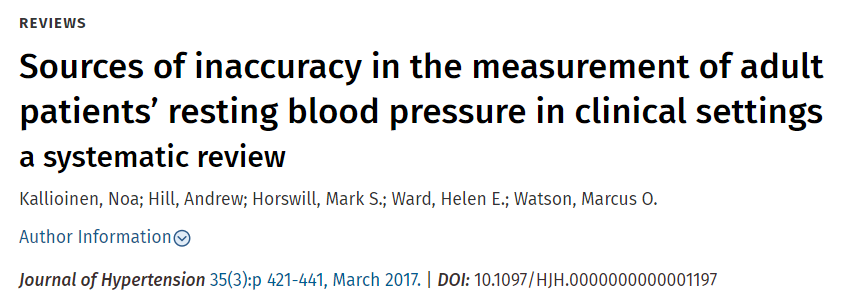 REVIEWS
Sources of inaccuracy in the measurement of adult
patients’ resting blood pressure in clinical settings
a systematic review
Kallioinen, Noa; Hill, Andrew; Horswill, Mark S.; Ward, Helen E.; Watson, Marcus O.
Author Information
Journal of Hypertension 35(3):p 421-441, March 2017. | DOI: 10.1097/HJH.0000000000001197